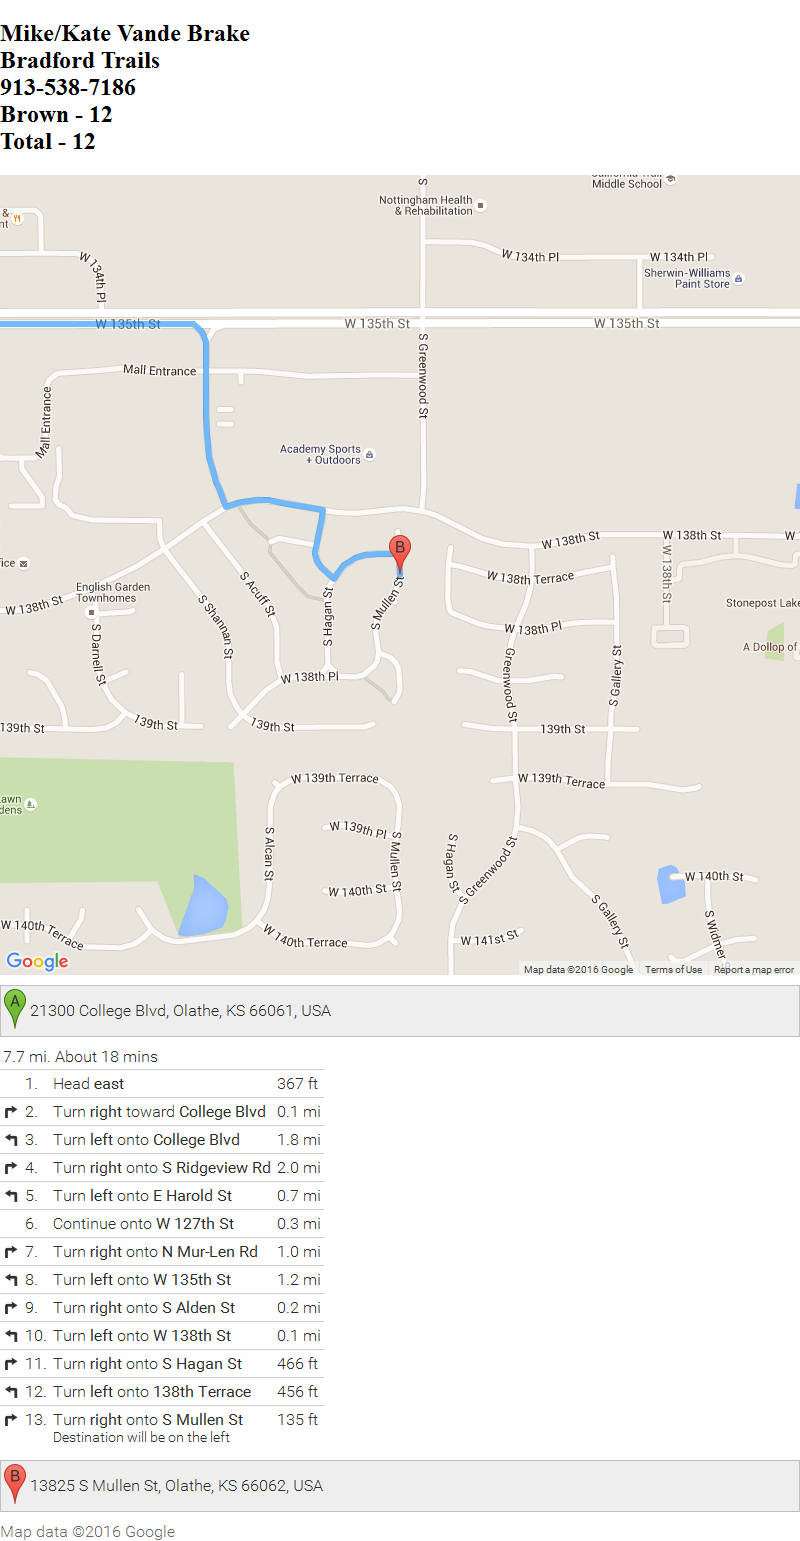 Mike/Kate Vande Brake
Bradford Trails
913-538-7186
Brown - 12
Total - 12
Middle School
Nottingham Health
& Rehabilitation
S
&
nt
W 134th Pl
W 134th Pl
W 134th Pl
Sherwin-Williams
Paint Store
W 135th St
W 135th St
W 135th St
S Greenwood St
Mall Entrance
Mall Entrance
Academy Sports
+ Outdoors
W 138th St
W 138th St
W
B
fice
English Garden
Townhomes
W 138th St
S Acuff St
S Shannan St
S Hagan St
S Mullen St
W 138th Terrace
W 138th St
Stonepost Lake
W 138th Pl
S Darnell St
A Dollop of
Greenwood St
S Gallery St
W 138th Pl
139th St
139th St
139th St
139th St
W 139th Terrace
W 139th Terrace
awn
dens
W 139th Pl
S Alcan St
S Mullen St
S Hagan St
S Greenwood St
W 140th St
W 140th St
S Gallery St
S Widmer
W 140th Terrace
W 140th Terrace
W 141st St
Google
Map data ©2016 Google Terms of Use Report a map error
A 21300 College Blvd, Olathe, KS 66061, USA
7.7 mi. About 18 mins
1. Head east 367 ft
2. Turn right toward College Blvd 0.1 mi
3. Turn left onto College Blvd 1.8 mi
4. Turn right onto S Ridgeview Rd 2.0 mi
5. Turn left onto E Harold St 0.7 mi
6. Continue onto W 127th St 0.3 mi
7. Turn right onto N Mur-Len Rd 1.0 mi
8. Turn left onto W 135th St 1.2 mi
9. Turn right onto S Alden St 0.2 mi
10. Turn left onto W 138th St 0.1 mi
11. Turn right onto S Hagan St 466 ft
12. Turn left onto 138th Terrace 456 ft
13. Turn right onto S Mullen St 135 ft
Destination will be on the left
B 13825 S Mullen St, Olathe, KS 66062, USA
Map data ©2016 Google